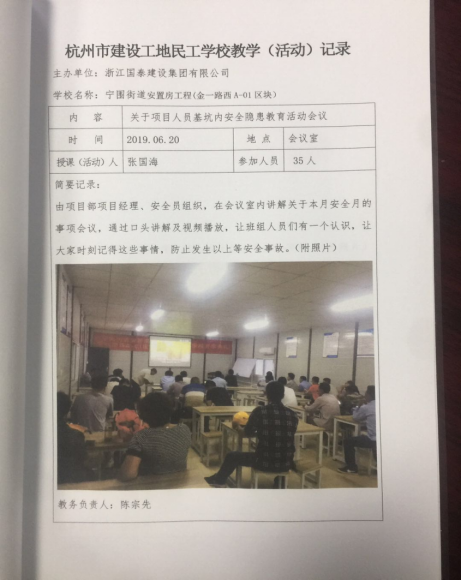 杭州市建设工地民工学校教学（活动）记录
主办单位：浙江国泰建设集团有限公司
学校名称：宁围街道安置房工程(金一路西A-01区块)
内 容 关于项目人员基坑内安全隐患教育活动会议
时 间 2019.06.20 地 点 会议室
授课（活动）人 张国海 参加人员 35人
简要记录：
由项目部项目经理、安全员组织，在会议室内讲解关于本月安全月的
事项会议，通过口头讲解及视频播放，让班组人员们有一个认识，让
大家时刻记得这些事情，防止发生以上等安全事故。（附照片）
教务负责人：陈宗先